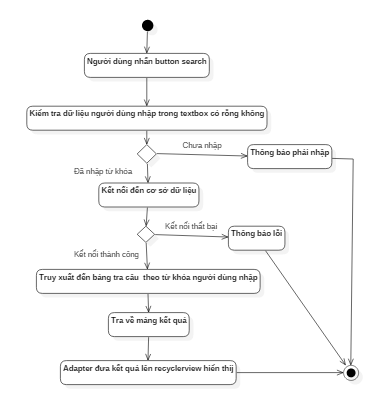 Người dùng nhấn button search
Kiểm tra dữ liệu người dùng nhập trong textbox có rỗng không
Chưa nhập
Thông báo phải nhập
Đã nhập từ khóa
Kết nối đến cơ sở dữ liệu
Kết nối thất bại
Thông báo lỗi
Kết nối thành công
Truy xuất đến bảng tra câu theo từ khóa người dùng nhập
Tra về mảng kết quả
Adapter đưa kết quả lên recyclerview hiển thị